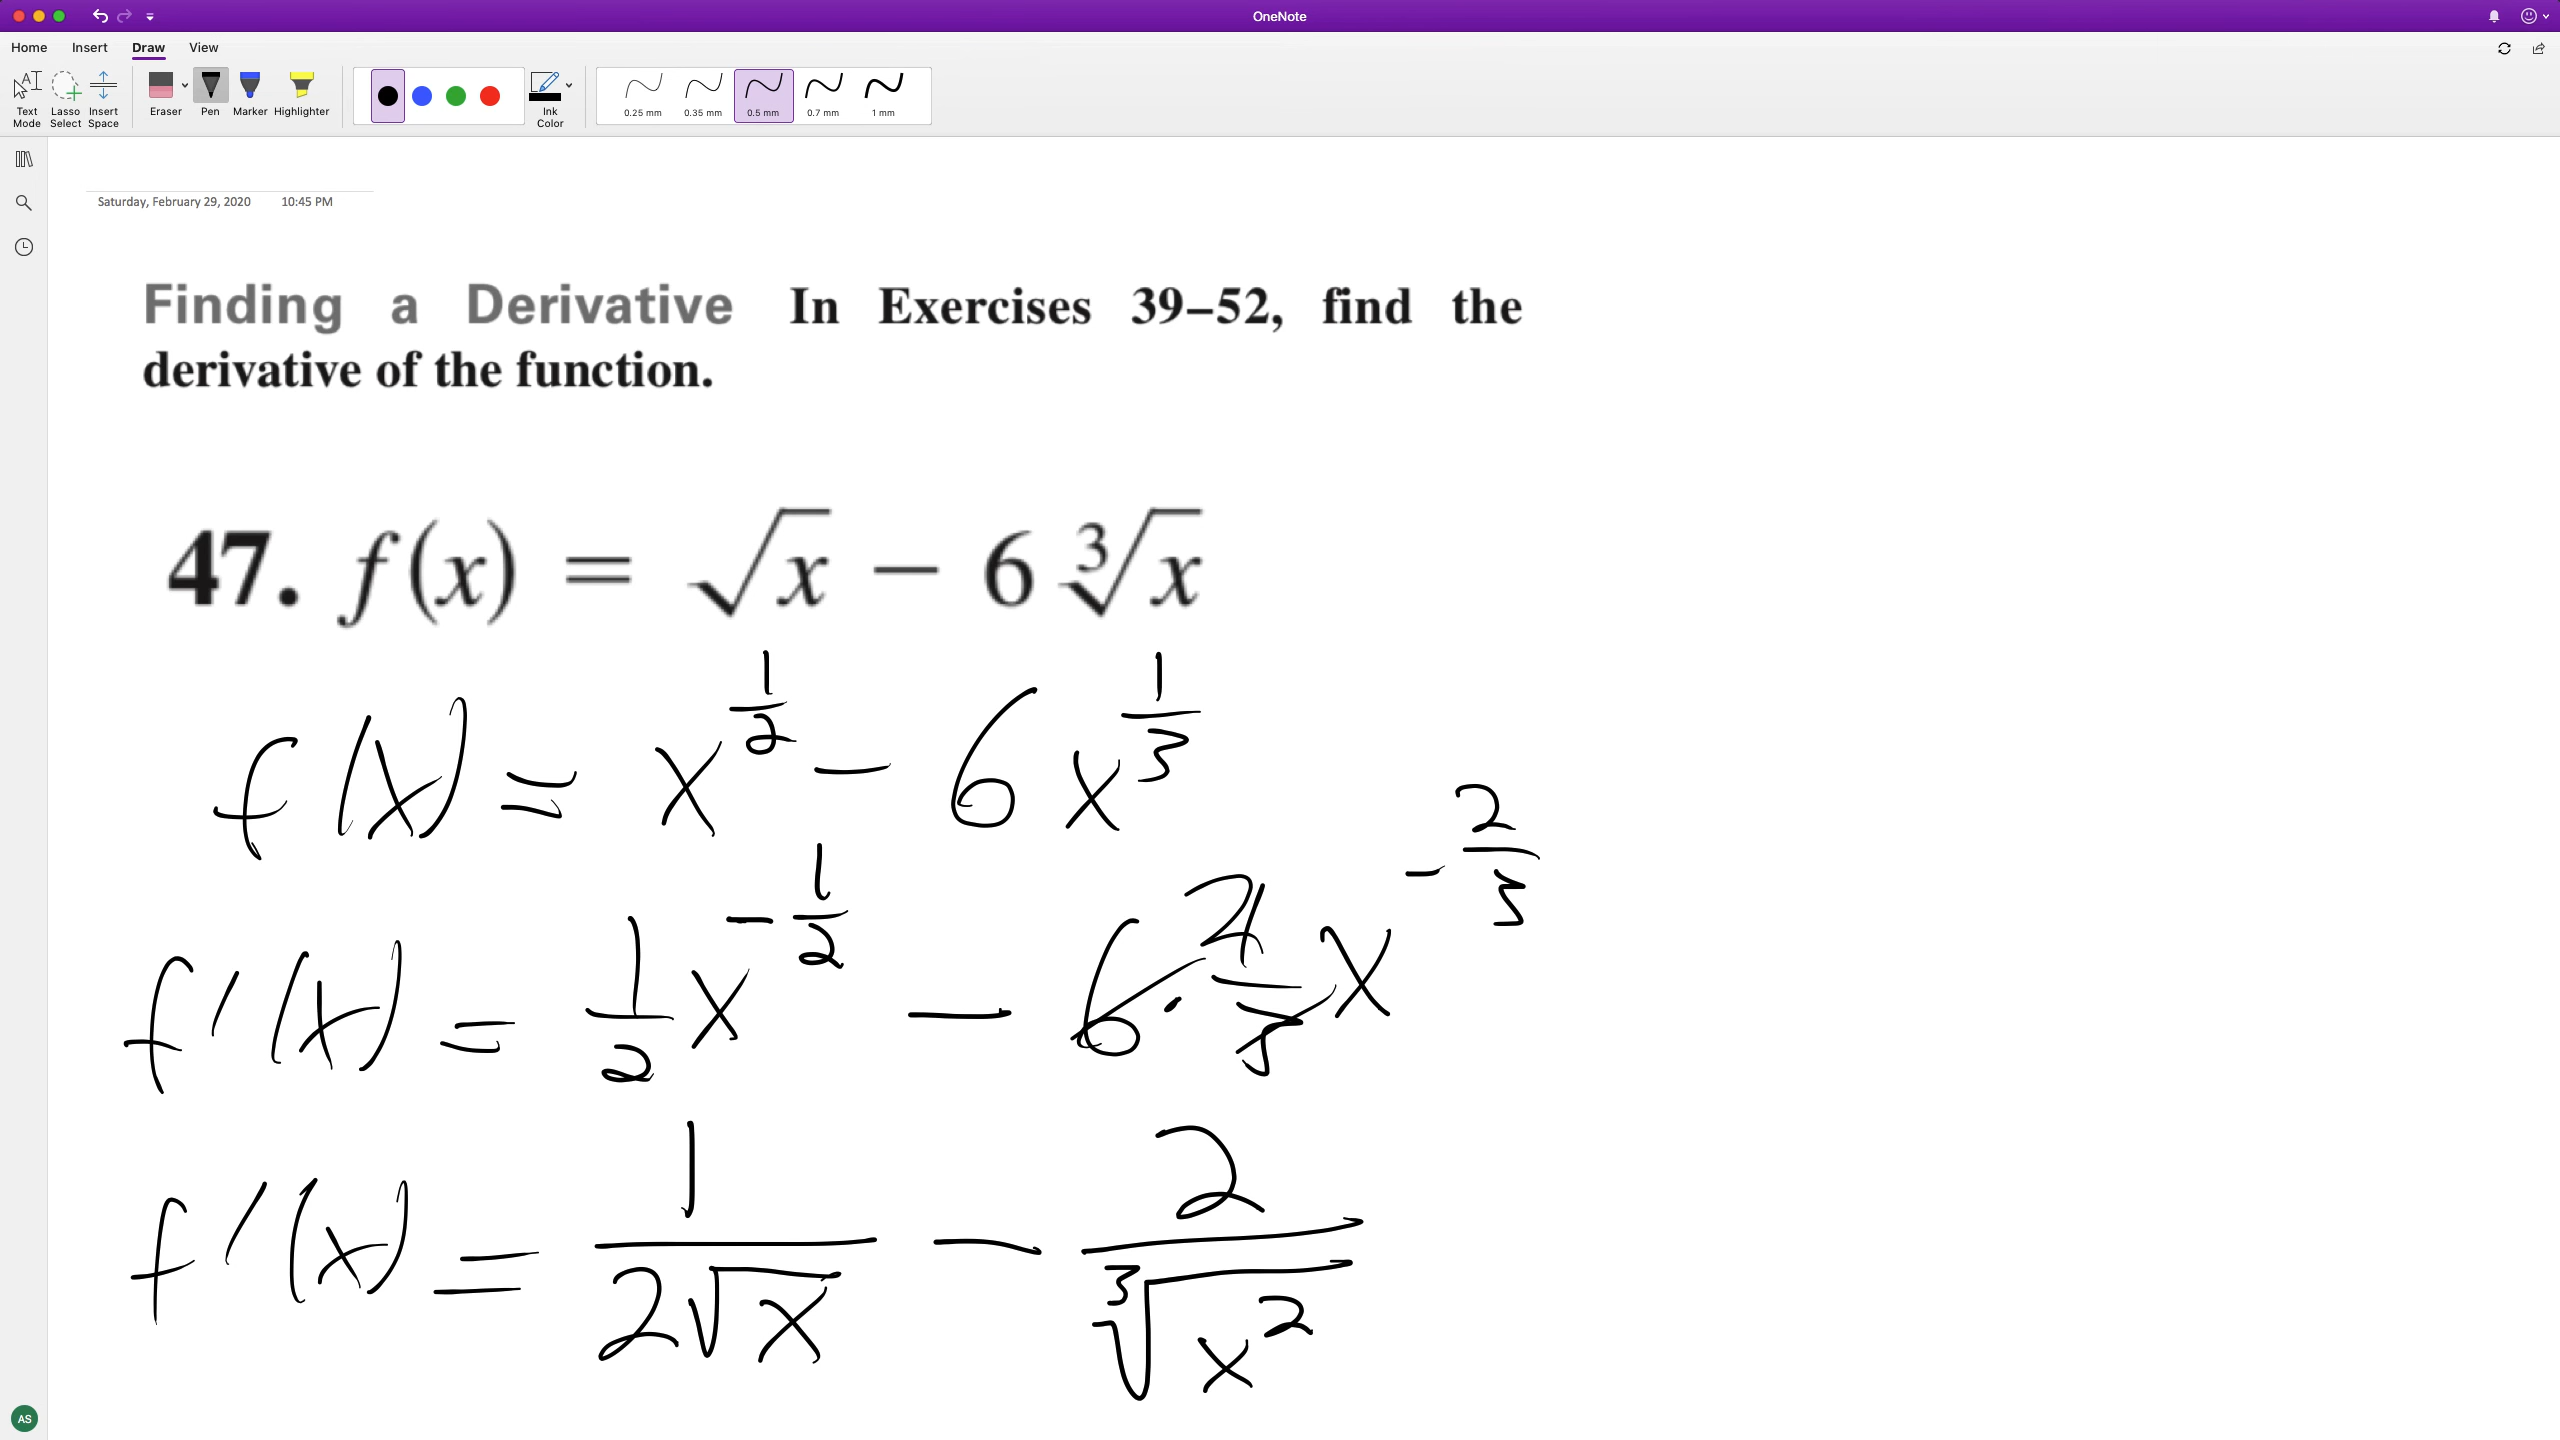 OneNote
Home Insert Draw View
Text Mode Lasso Select Insert Space Eraser Pen Marker Highlighter Ink Color 0.25 mm 0.35 mm 0.5 mm 0.7 mm 1 mm
Saturday, February 29, 2020 10:45 PM
Finding a Derivative In Exercises 39–52, find the
derivative of the function.
47. f(x) = √x − 6 ∛x
f(x) = x^(1/2) − 6x^(1/3)
f'(x) = 1/2 x^(−1/2) − 6 · 1/3 x^(−2/3)
2
f'(x) = 1/(2√x) − 2/∛(x^2)
AS